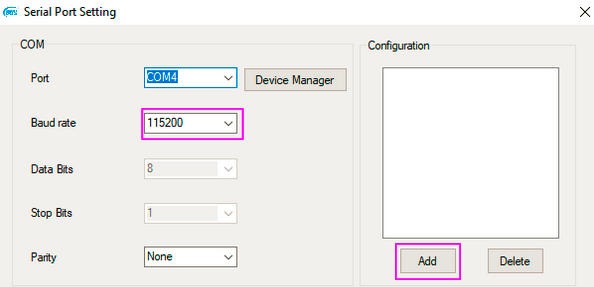 Serial Port Setting
COM
Port
COM4
Device Manager
Baud rate
115200
Data Bits
8
Stop Bits
1
Parity
None
Configuration
Add
Delete